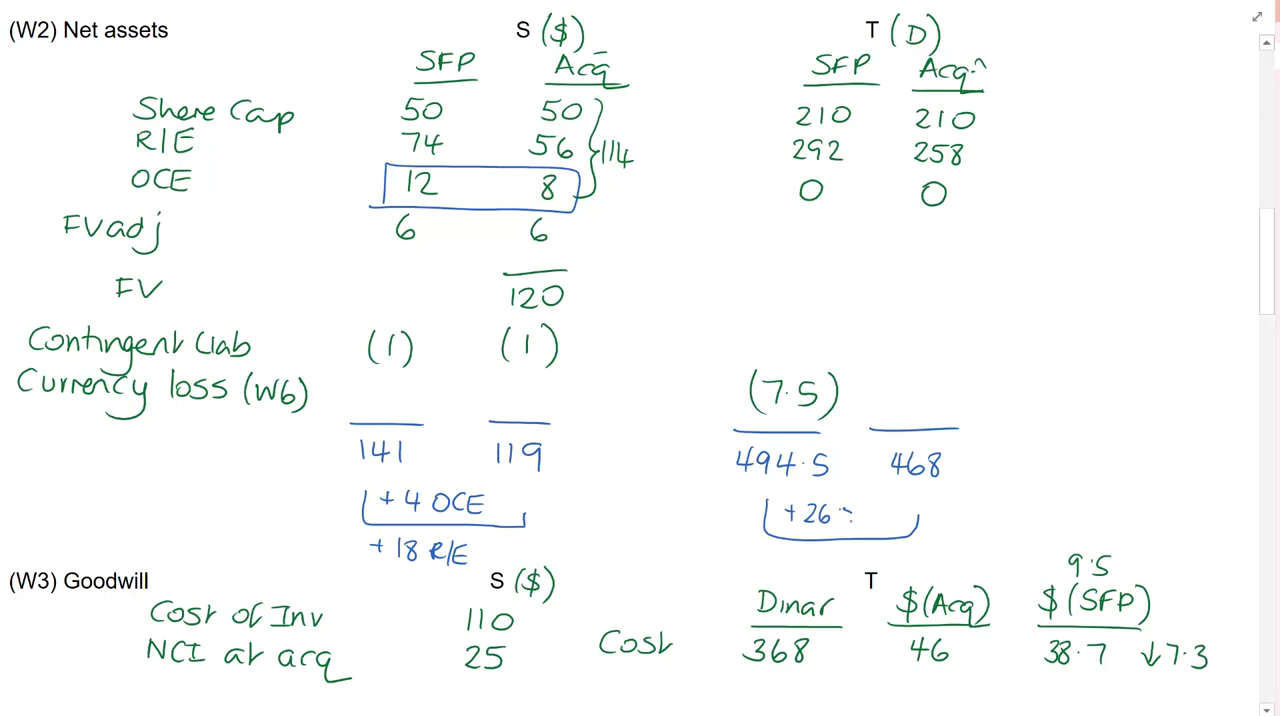 (W2) Net assets S ($) T (D)
SFP Acq SFP Acq
Share Cap 50 50 210 210
R/E 74 56 } 114 292 258
OCE 12 8 0 0
FV adj 6 6
FV 120
Contingent Liab (1) (1)
Currency loss (W6) (7.5)
141 119 494.5 468
+ 4 OCE + 26
+ 18 R/E
(W3) Goodwill S ($) T 9.5
Cost of Inv 110 Dinar $(Acq) $(SFP)
NCI at acq 25 Cost 368 46 38.7 ↓7.3